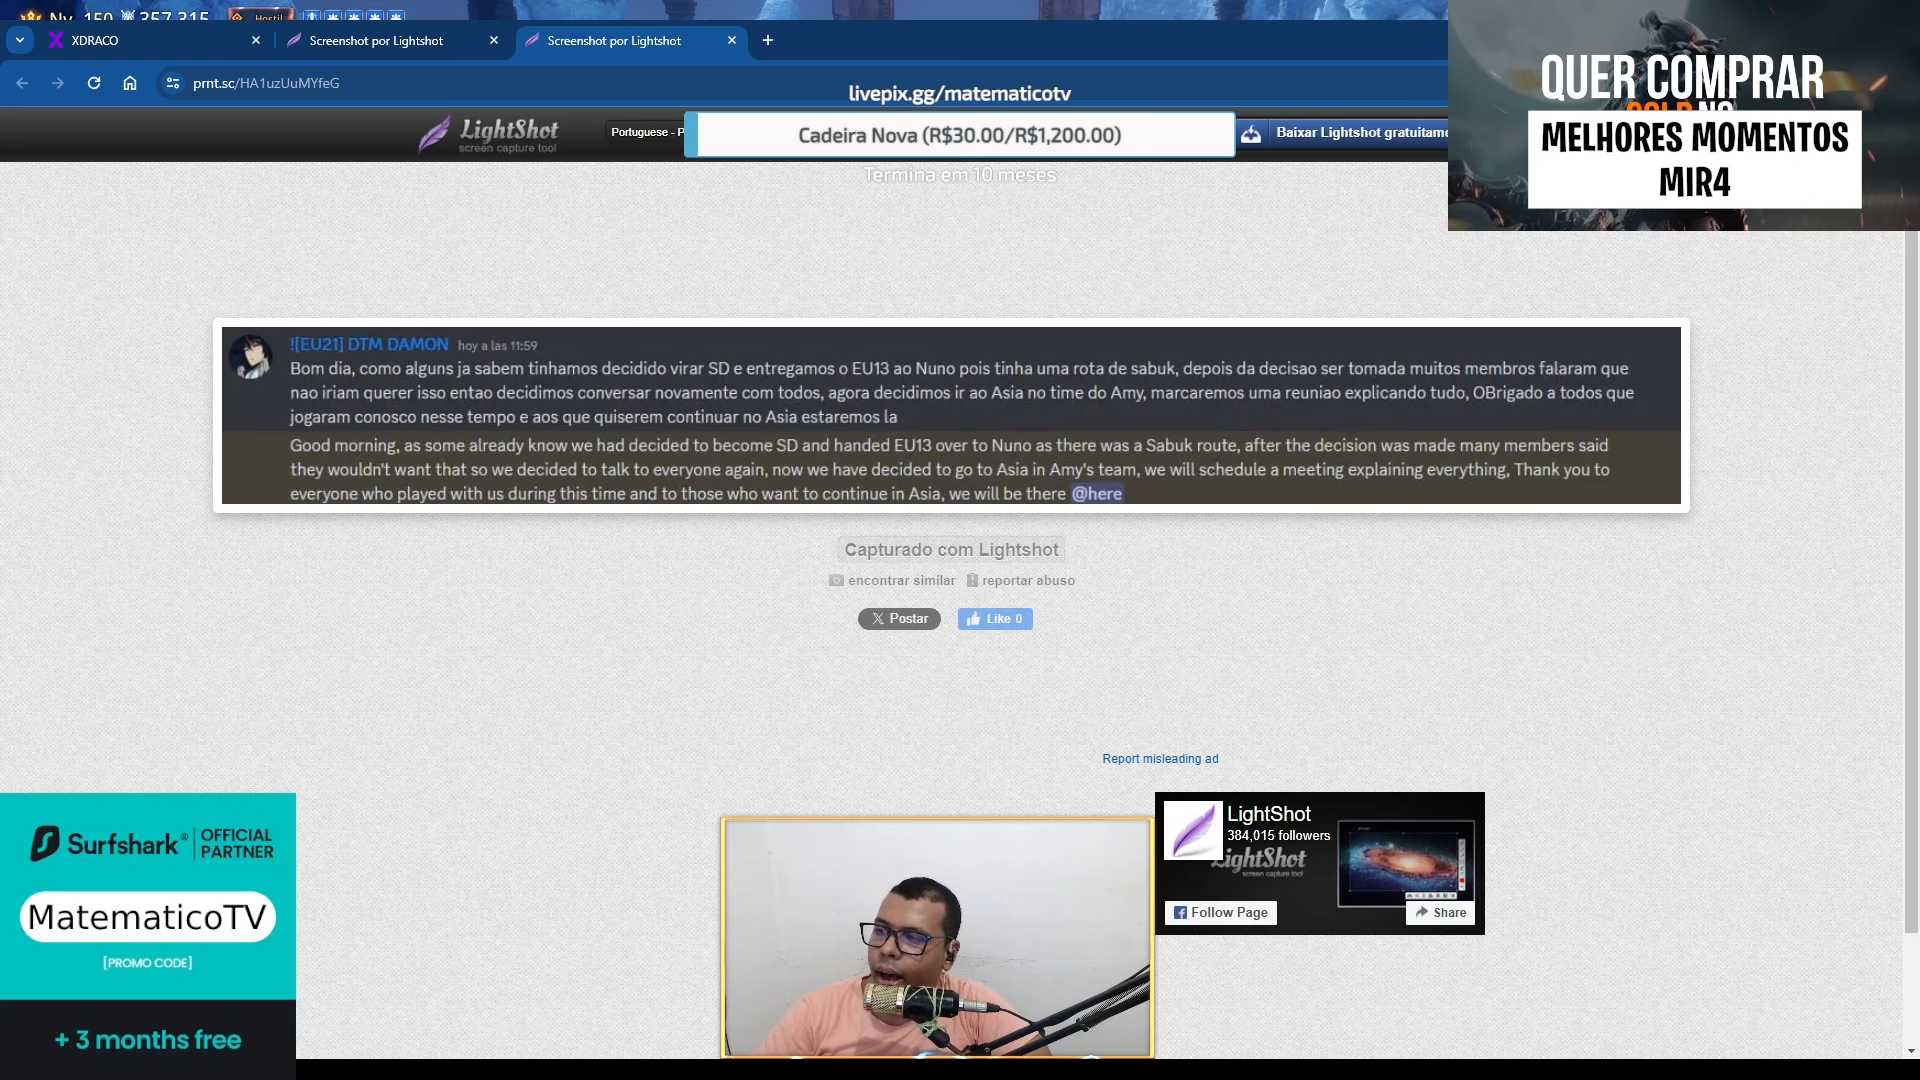 Nv. 150 357.315
Hostil
XDRACO
Screenshot por Lightshot
Screenshot por Lightshot
prnt.sc/HA1uzUuMYfeG
livepix.gg/matematicotv
LightShot
screen capture tool
Portuguese - P
Cadeira Nova (R$30.00/R$1,200.00)
Baixar Lightshot gratuitame
Termina em 10 meses
QUER COMPRAR
GOLD NO
MELHORES MOMENTOS
MIR4
![EU21] DTM DAMON hoy a las 11:59
Bom dia, como alguns ja sabem tinhamos decidido virar SD e entregamos o EU13 ao Nuno pois tinha uma rota de sabuk, depois da decisao ser tomada muitos membros falaram que
nao iriam querer isso entao decidimos conversar novamente com todos, agora decidimos ir ao Asia no time do Amy, marcaremos uma reuniao explicando tudo, OBrigado a todos que
jogaram conosco nesse tempo e aos que quiserem continuar no Asia estaremos la
Good morning, as some already know we had decided to become SD and handed EU13 over to Nuno as there was a Sabuk route, after the decision was made many members said
they wouldn't want that so we decided to talk to everyone again, now we have decided to go to Asia in Amy's team, we will schedule a meeting explaining everything, Thank you to
everyone who played with us during this time and to those who want to continue in Asia, we will be there @here
Capturado com Lightshot
encontrar similar reportar abuso
Postar
Like 0
Report misleading ad
LightShot
384,015 followers
LightShot
screen capture tool
Follow Page
Share
Surfshark® OFFICIAL
PARTNER
MatematicoTV
[PROMO CODE]
+ 3 months free